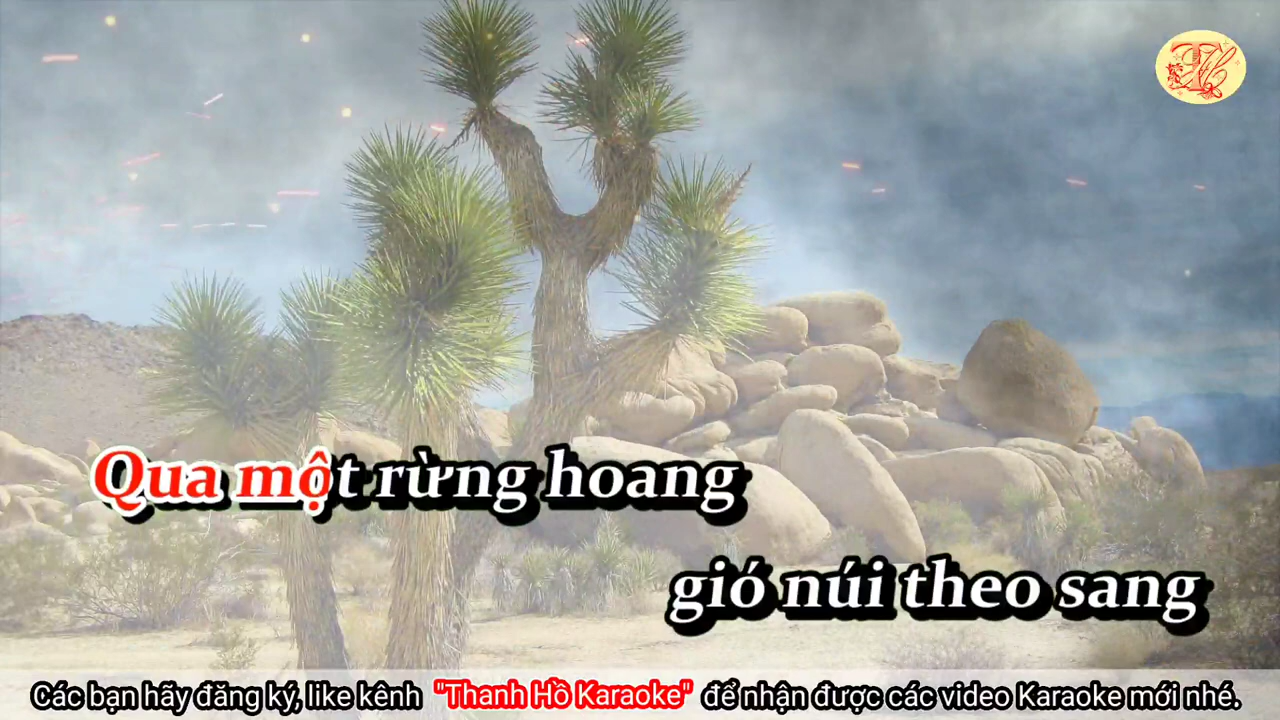 Qua một rừng hoang
gió núi theo sang
Các bạn hãy đăng ký, like kênh "Thanh Hồ Karaoke" để nhận được các video Karaoke mới nhé.